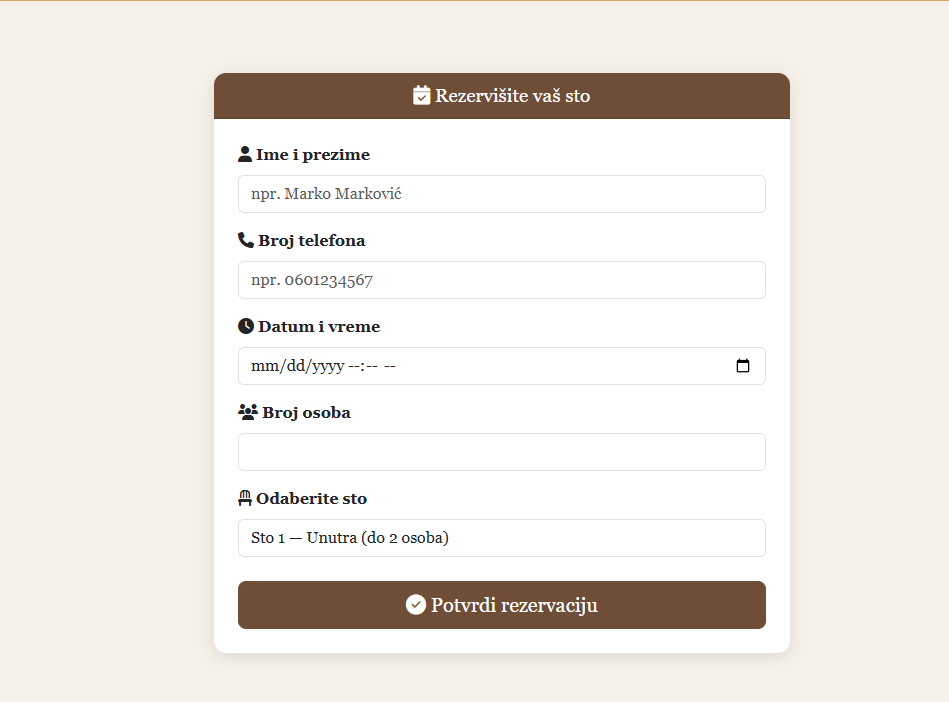 Rezervišite vaš sto
Ime i prezime
npr. Marko Marković
Broj telefona
npr. 0601234567
Datum i vreme
mm/dd/yyyy --:-- --
Broj osoba
Odaberite sto
Sto 1 — Unutra (do 2 osoba)
Potvrdi rezervaciju